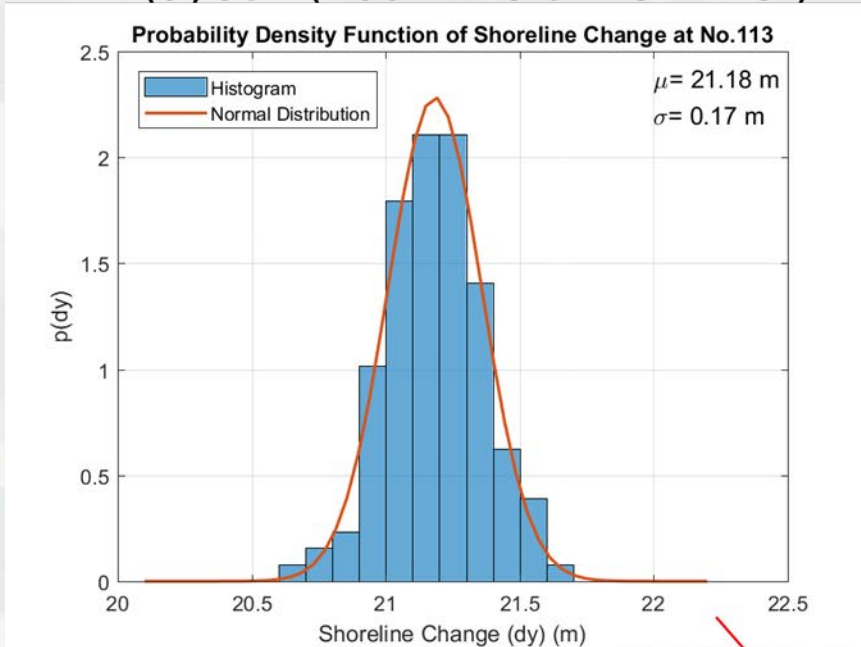 Probability Density Function of Shoreline Change at No.113
Histogram
Normal Distribution
μ= 21.18 m
σ= 0.17 m
2.5
2
1.5
1
0.5
0
p(dy)
20
20.5
21
21.5
22
22.5
Shoreline Change (dy) (m)